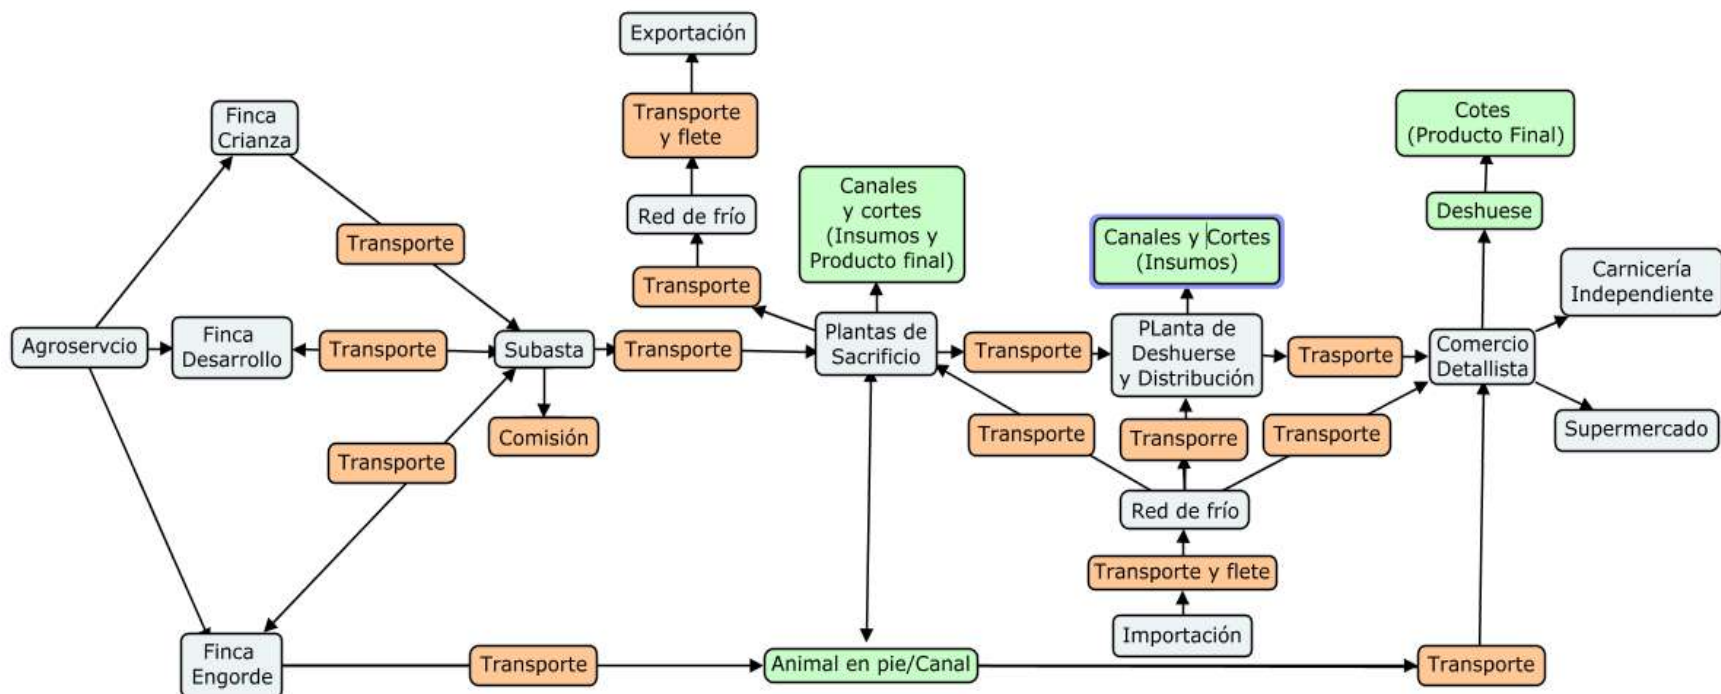 Exportación
Transporte
y flete
Red de frío
Transporte
Finca
Crianza
Transporte
Agroservcio
Finca
Desarrollo
Transporte
Subasta
Comisión
Transporte
Finca
Engorde
Transporte
Transporte
Canales
y cortes
(Insumos y
Producto final)
Plantas de
Sacrificio
Transporte
Canales y Cortes
(Insumos)
PLanta de
Deshuerse
y Distribución
Trasporte
Cotes
(Producto Final)
Deshuese
Comercio
Detallista
Carnicería
Independiente
Supermercado
Transporte
Transporre
Transporte
Red de frío
Transporte y flete
Importación
Animal en pie/Canal
Transporte